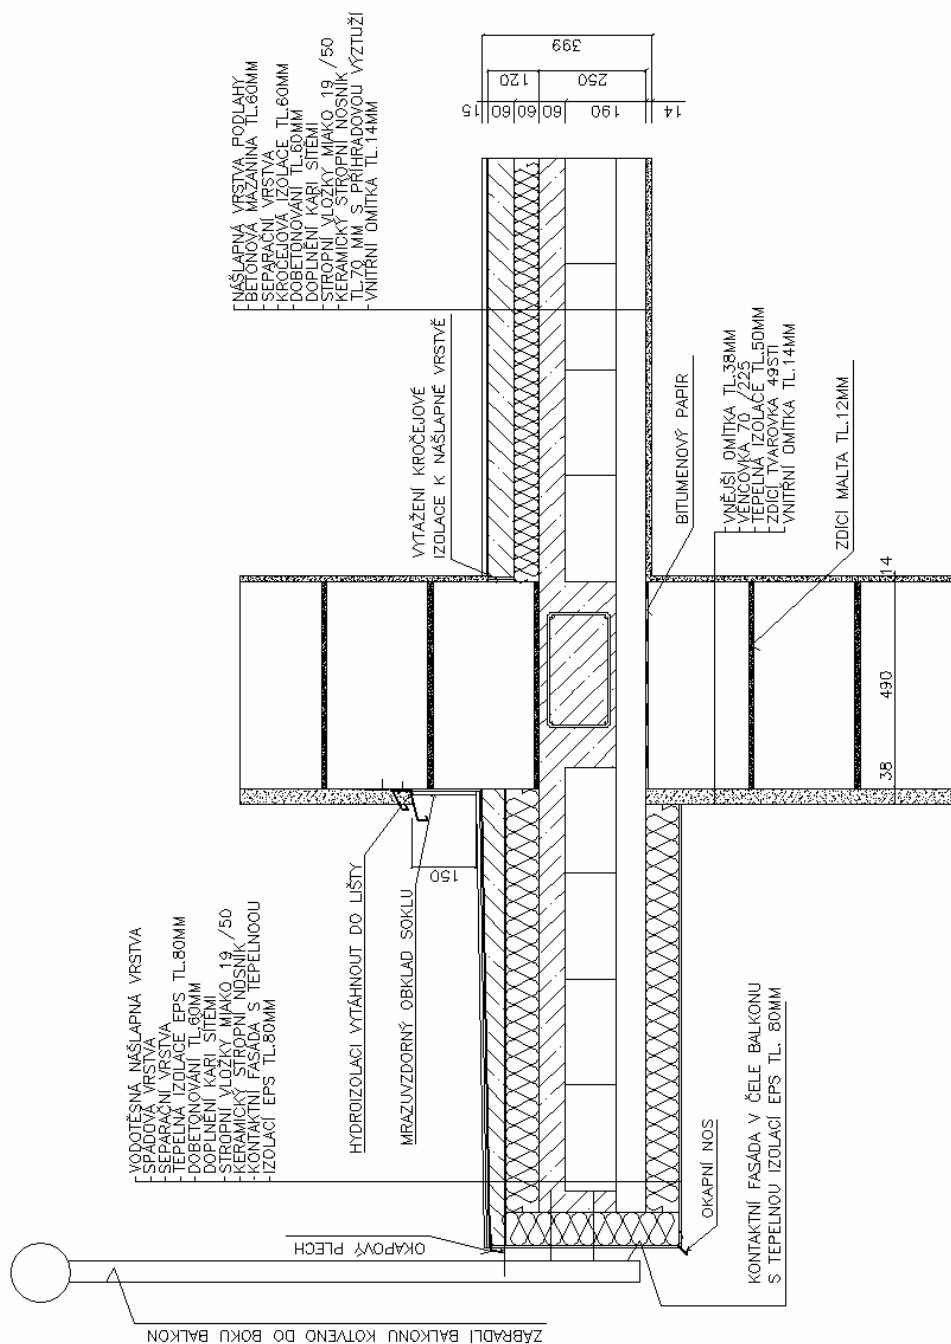 VODOTĚSNÁ NÁŠLAPNÁ VRSTVA
SPÁDOVÁ VRSTVA
SEPARAČNÍ VRSTVA
TEPELNÁ IZOLACE EPS TL.80MM
DOBETONOVÁNÍ TL.60MM
DOPLNĚNÍ KARI SÍTĚMI
STROPNÍ VLOŽKY MIAKO 19 /50
KERAMICKÝ STROPNÍ NOSNÍK
KONTAKTNÍ FASÁDA S TEPELNOOU
IZOLACÍ EPS TL.80MM
NÁŠLAPNÁ VRSTVA PODLAHY
BETONOVÁ MAZANINA TL.60MM
SEPARAČNÍ VRSTVA
KROČEJOVÁ IZOLACE TL.60MM
DOBETONOVÁNÍ TL.60MM
DOPLNĚNÍ KARI SÍTĚMI
STROPNÍ VLOŽKY MIAKO 19 /50
KERAMICKÝ STROPNÍ NOSNÍK
TL.70 MM S PŘÍHRADOVOU VÝZTUŽÍ
VNITŘNÍ OMÍTKA TL.14MM
HYDROIZOLACI VYTÁHNOUT DO LIŠTY
MRAZUVZDORNÝ OBKLAD SOKLU
150
VYTAŽENÍ KROČEJOVÉ
IZOLACE K NÁŠLAPNÉ VRSTVĚ
OKAPOVÝ PLECH
ZÁBRADLÍ BALKONU KOTVENO DO BOKU BALKON
15
60
60
60
190
14
120
250
399
OKAPNÍ NOS
KONTAKTNÍ FASÁDA V ČELE BALKONU
S TEPELNOU IZOLACÍ EPS TL. 80MM
BITUMENOVÝ PAPÍR
VNĚJŠÍ OMÍTKA TL.38MM
VĚNCOVKA 70 /225
TEPELNÁ IZOLACE TL.50MM
ZDÍCÍ TVAROVKA 49STI
VNITŘNÍ OMÍTKA TL.14MM
ZDÍCÍ MALTA TL.12MM
38
490
14